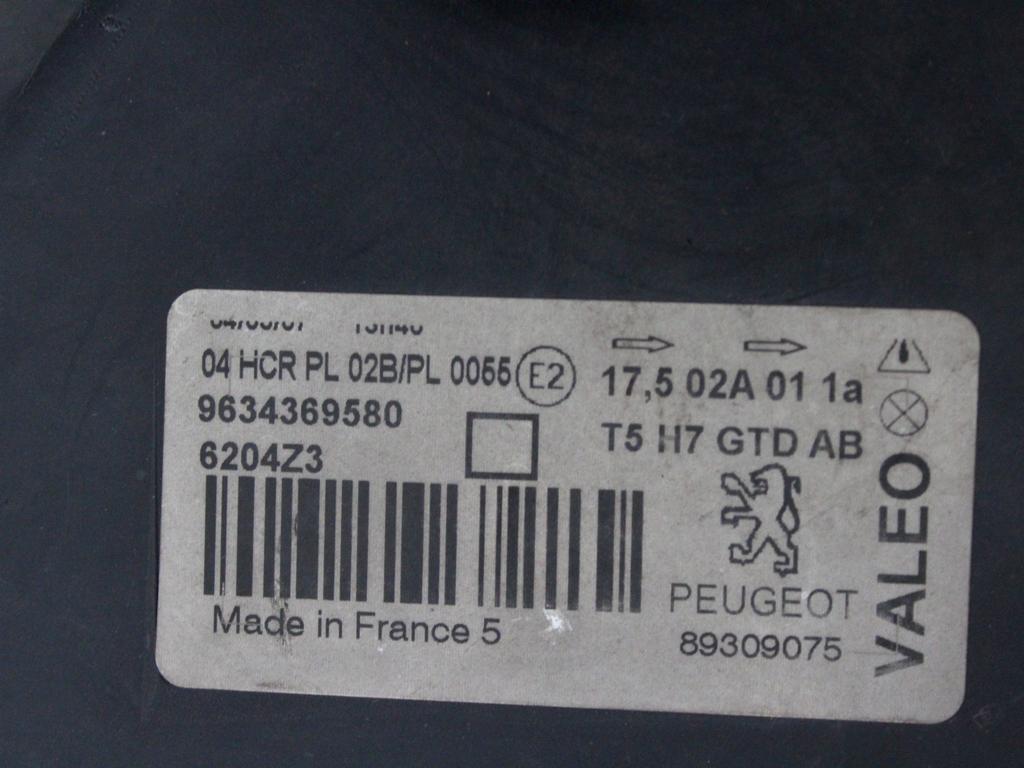 04 HCR PL 02B/PL 0055
E2
17,5 02A 01 1a
9634369580
T5 H7 GTD AB
6204Z3
PEUGEOT
89309075
Made in France 5
VALEO